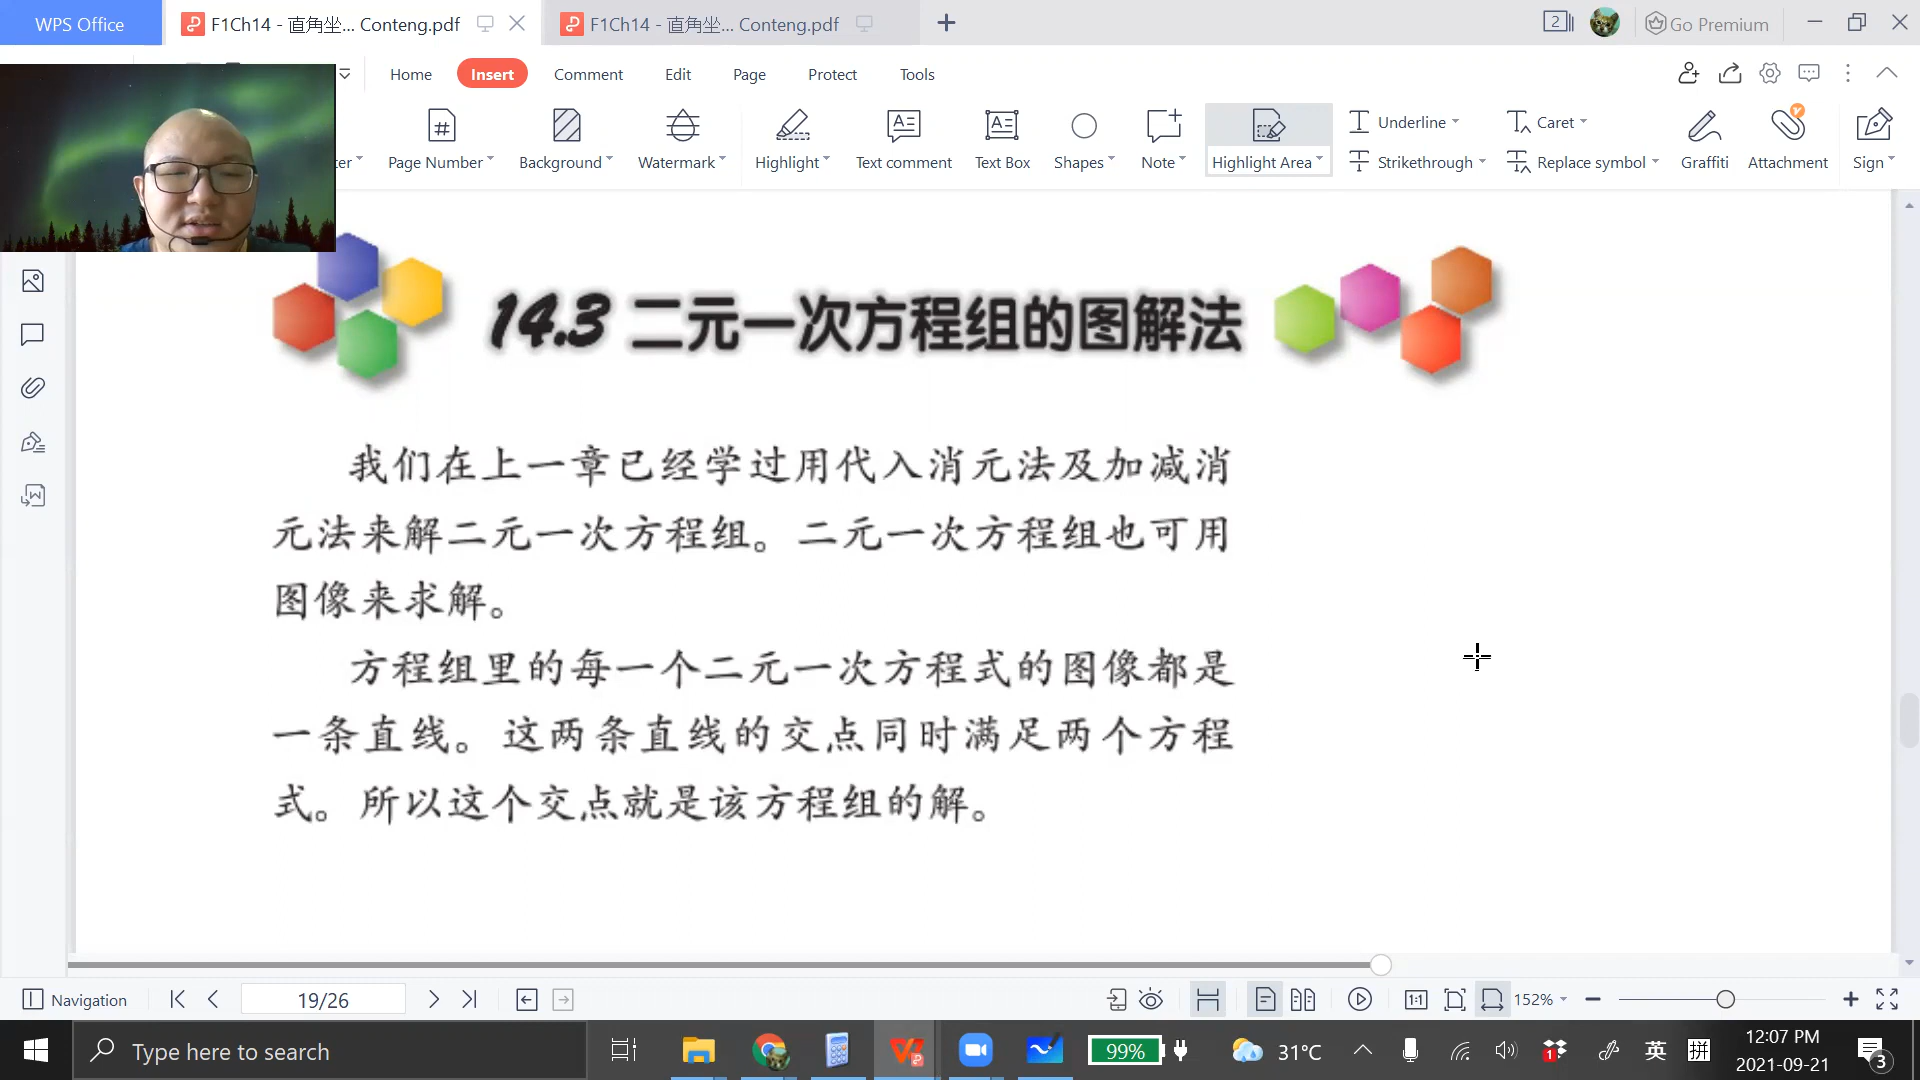 WPS Office
F1Ch14 - 直角坐... Conteng.pdf
F1Ch14 - 直角坐... Conteng.pdf
2
Go Premium
Home
Insert
Comment
Edit
Page
Protect
Tools
Page Number
Background
Watermark
Highlight
Text comment
Text Box
Shapes
Note
Highlight Area
Underline
Strikethrough
Caret
Replace symbol
Graffiti
Attachment
Sign
14.3 二元一次方程组的图解法
我们在上一章已经学过用代入消元法及加减消
元法来解二元一次方程组。二元一次方程组也可用
图像来求解。
方程组里的每一个二元一次方程式的图像都是
一条直线。这两条直线的交点同时满足两个方程
式。所以这个交点就是该方程组的解。
Navigation
19/26
1:1
152%
Type here to search
99%
31°C
1
英
拼
12:07 PM
2021-09-21
3